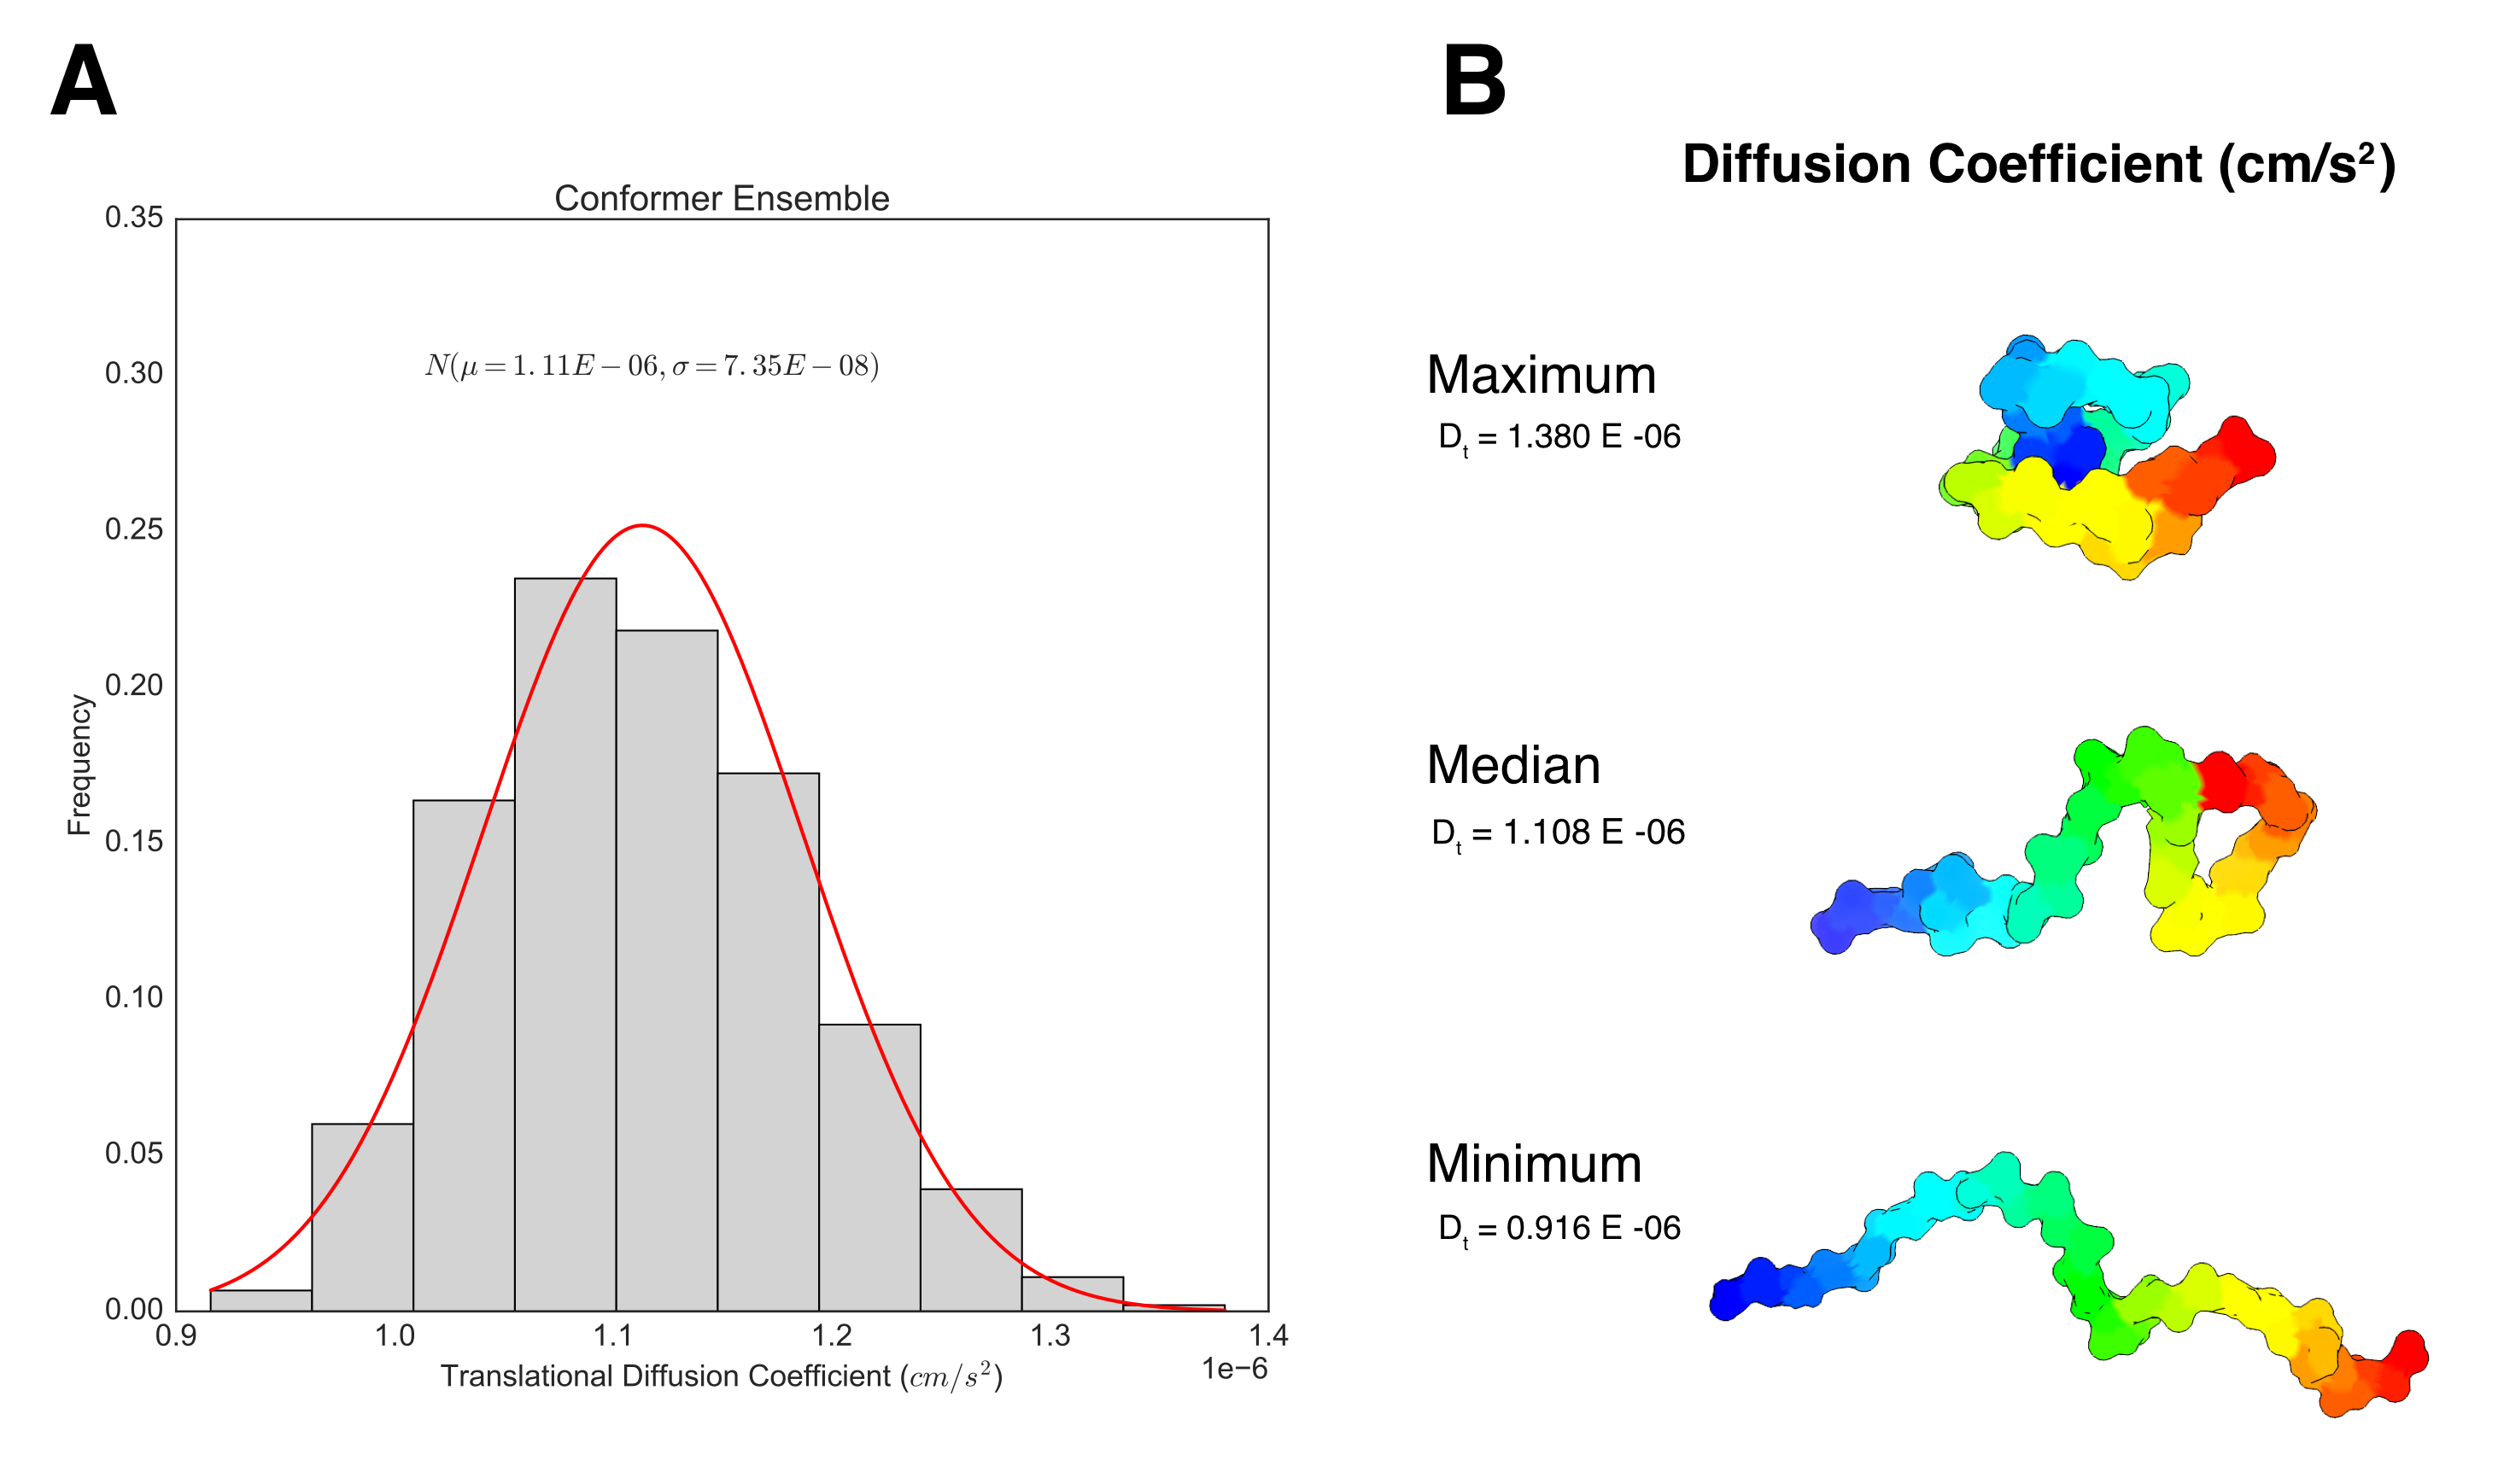 A
Conformer Ensemble
0.35
0.30
0.25
0.20
0.15
0.10
0.05
0.00
Frequency
N(μ = 1.11E − 06, σ = 7.35E − 08)
0.9 1.0 1.1 1.2 1.3 1.4
1e−6
Translational Diffusion Coefficient (cm/s²)
B
Diffusion Coefficient (cm/s²)
Maximum
Dₜ = 1.380 E -06
Median
Dₜ = 1.108 E -06
Minimum
Dₜ = 0.916 E -06